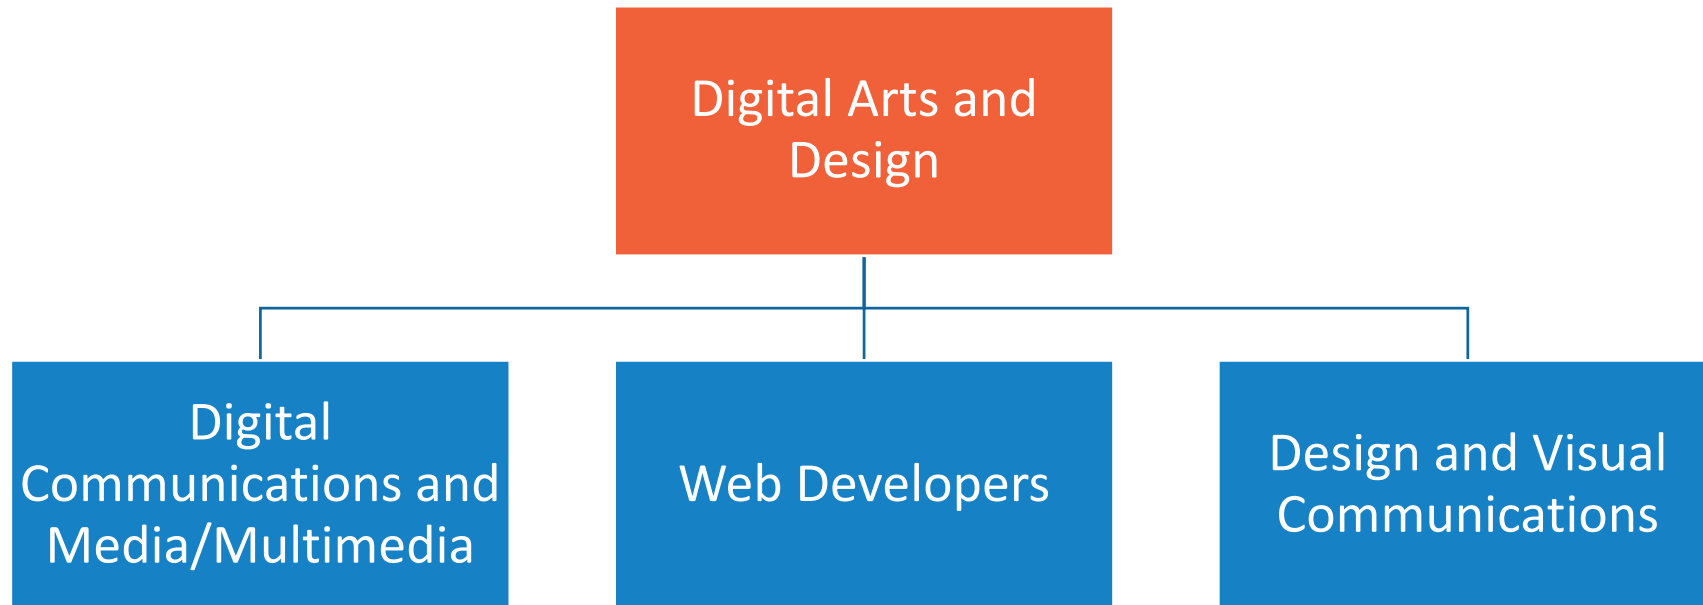 Digital Arts and
Design
Digital
Communications and
Media/Multimedia
Web Developers
Design and Visual
Communications